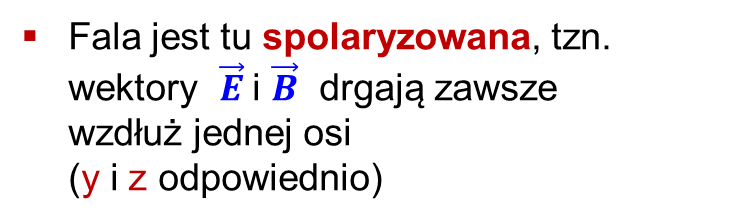 ▪ Fala jest tu spolaryzowana, tzn.
wektory E⃗ i B⃗ drgają zawsze
wzdłuż jednej osi
(y i z odpowiednio)